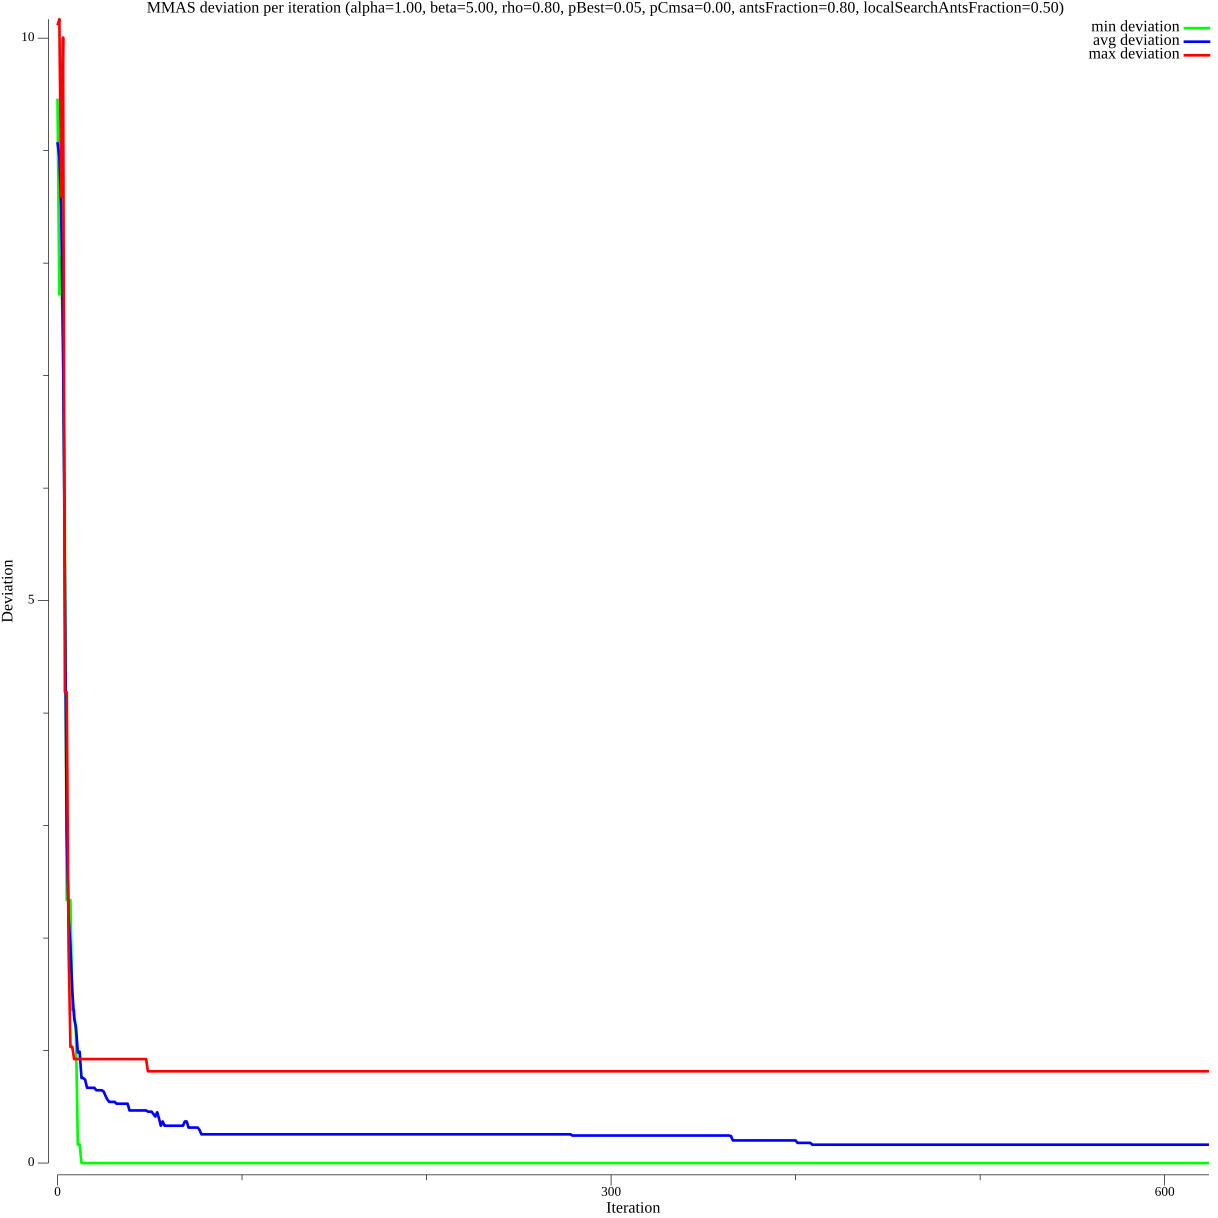 MMAS deviation per iteration (alpha=1.00, beta=5.00, rho=0.80, pBest=0.05, pCmsa=0.00, antsFraction=0.80, localSearchAntsFraction=0.50)
min deviation
avg deviation
max deviation
10
5
0
Deviation
0
300
600
Iteration